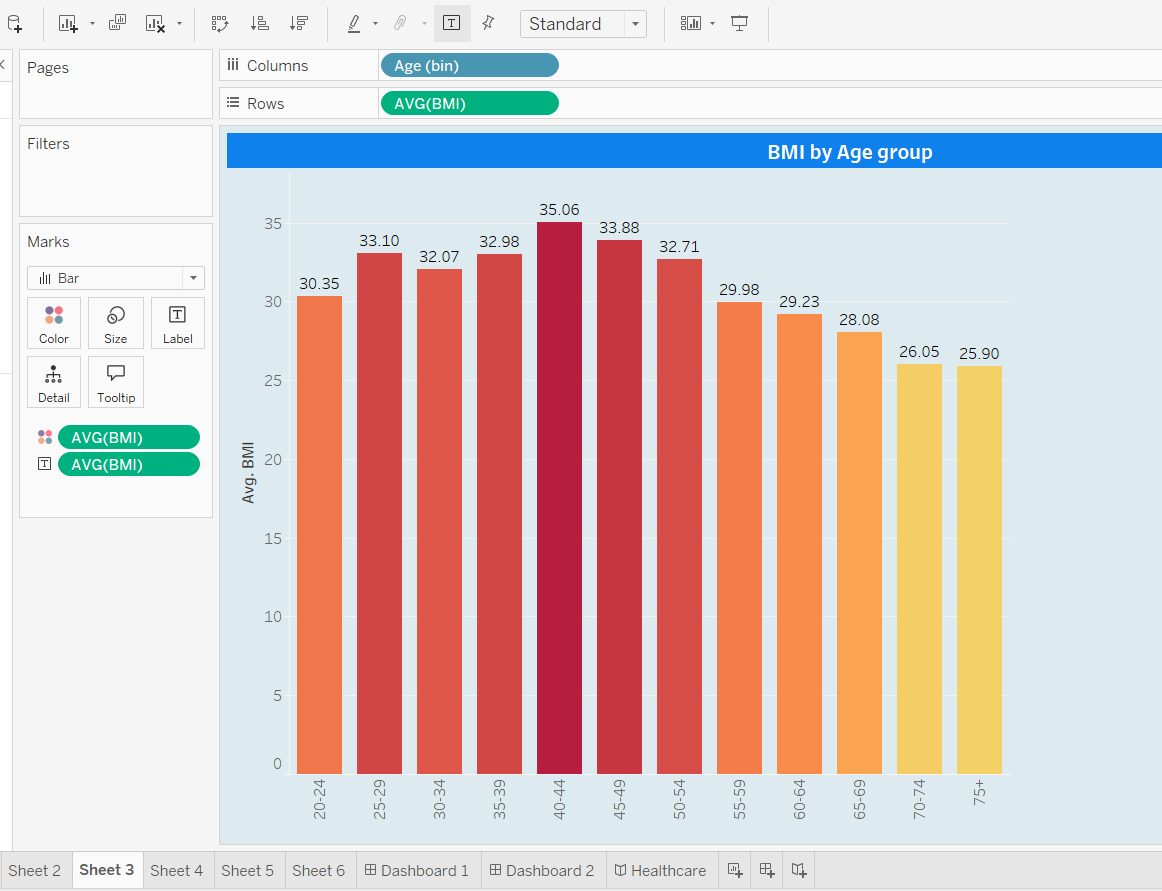 Standard
Pages
Columns
Age (bin)
Rows
AVG(BMI)
Filters
Marks
Bar
Color
Size
Label
Detail
Tooltip
AVG(BMI)
AVG(BMI)
BMI by Age group
Avg. BMI
35
30
25
20
15
10
5
0
30.35
33.10
32.07
32.98
35.06
33.88
32.71
29.98
29.23
28.08
26.05
25.90
20-24
25-29
30-34
35-39
40-44
45-49
50-54
55-59
60-64
65-69
70-74
75+
Sheet 2
Sheet 3
Sheet 4
Sheet 5
Sheet 6
Dashboard 1
Dashboard 2
Healthcare